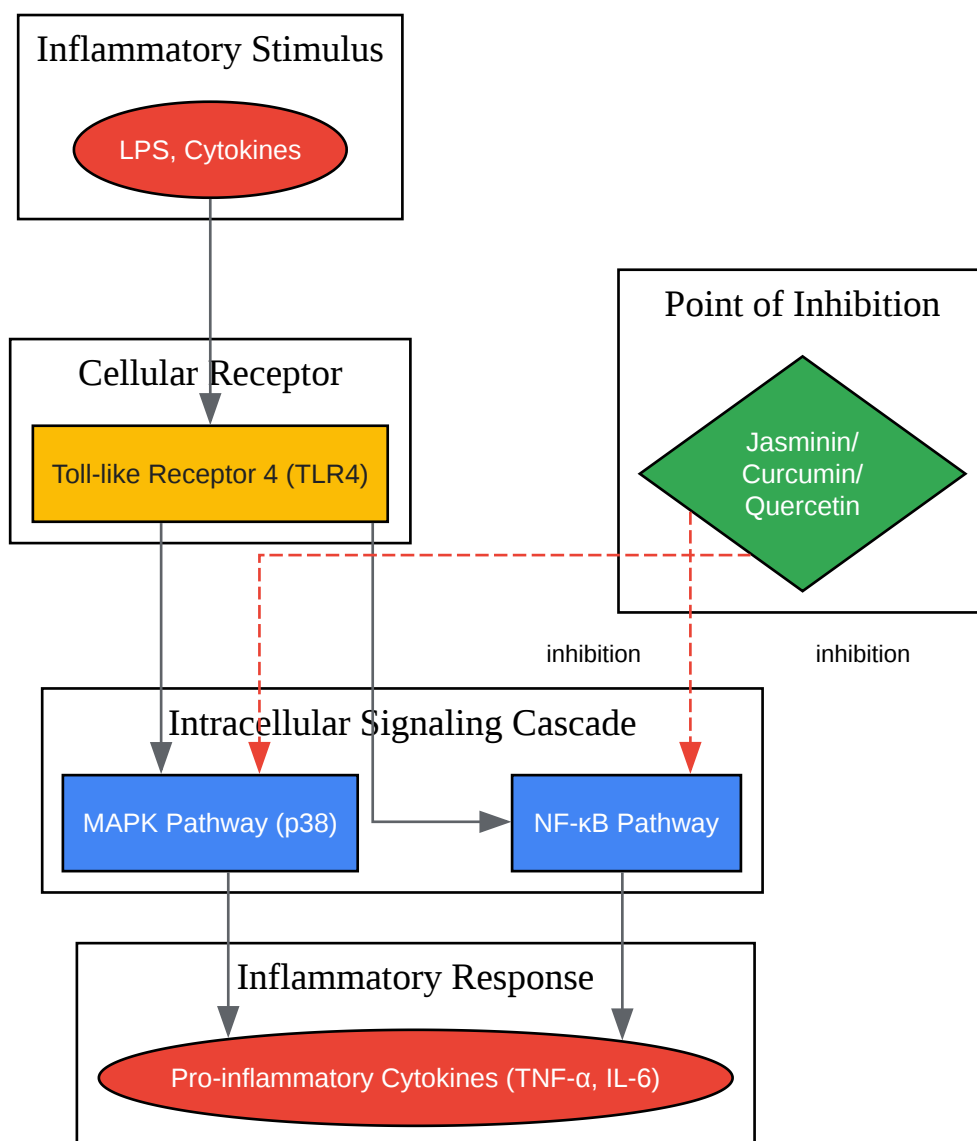 Inflammatory Stimulus
LPS, Cytokines
Point of Inhibition
Cellular Receptor
Jasminin/
Curcumin/
Quercetin
Toll-like Receptor 4 (TLR4)
inhibition
inhibition
Intracellular Signaling Cascade
MAPK Pathway (p38)
NF-κB Pathway
Inflammatory Response
Pro-inflammatory Cytokines (TNF-α, IL-6)